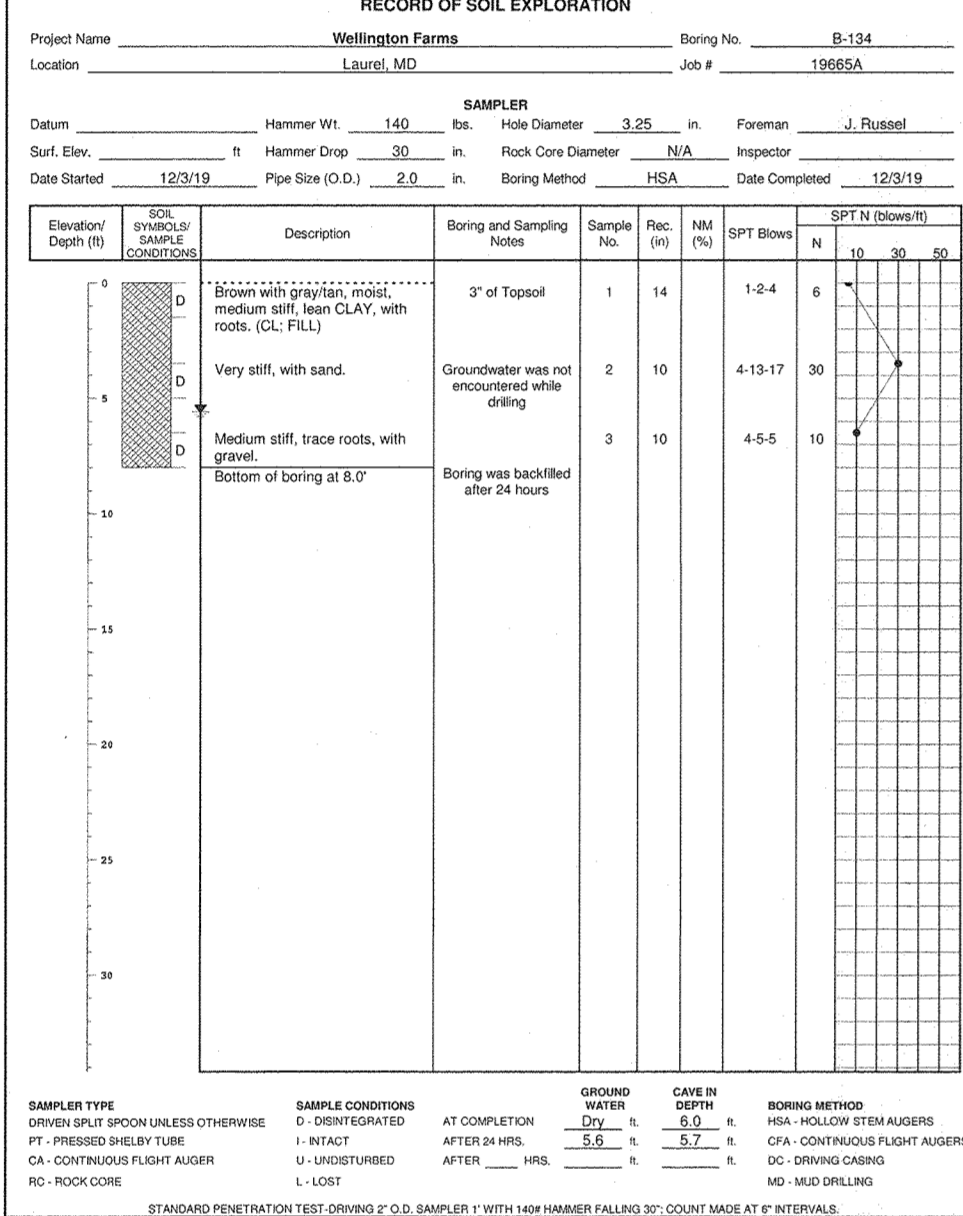 RECORD OF SOIL EXPLORATION
Project Name Wellington Farms Boring No. B-134
Location Laurel, MD Job # 19665A
SAMPLER
Datum Hammer Wt. 140 lbs. Hole Diameter 3.25 in. Foreman J. Russel
Surf. Elev. ft Hammer Drop 30 in. Rock Core Diameter N/A Inspector
Date Started 12/3/19 Pipe Size (O.D.) 2.0 in. Boring Method HSA Date Completed 12/3/19
Elevation/ Depth (ft)
SOIL SYMBOLS/ SAMPLE CONDITIONS
Description
Boring and Sampling Notes
Sample No.
Rec. (in)
NM (%)
SPT Blows
SPT N (blows/ft)
N
10 30 50
0
D
Brown with gray/tan, moist,
medium stiff, lean CLAY, with
roots. (CL; FILL)
3" of Topsoil
1 14 1-2-4 6
D
Very stiff, with sand.
Groundwater was not
encountered while
drilling
2 10 4-13-17 30
5
D
Medium stiff, trace roots, with
gravel.
3 10 4-5-5 10
Bottom of boring at 8.0'
Boring was backfilled
after 24 hours
10
15
20
25
30
GROUND WATER CAVE IN DEPTH
SAMPLER TYPE SAMPLE CONDITIONS BORING METHOD
DRIVEN SPLIT SPOON UNLESS OTHERWISE D - DISINTEGRATED AT COMPLETION Dry ft. 6.0 ft. HSA - HOLLOW STEM AUGERS
PT - PRESSED SHELBY TUBE I - INTACT AFTER 24 HRS. 5.6 ft. 5.7 ft. CFA - CONTINUOUS FLIGHT AUGERS
CA - CONTINUOUS FLIGHT AUGER U - UNDISTURBED AFTER HRS. ft. ft. DC - DRIVING CASING
RC - ROCK CORE L - LOST MD - MUD DRILLING
STANDARD PENETRATION TEST-DRIVING 2" O.D. SAMPLER 1' WITH 140# HAMMER FALLING 30"; COUNT MADE AT 6" INTERVALS.